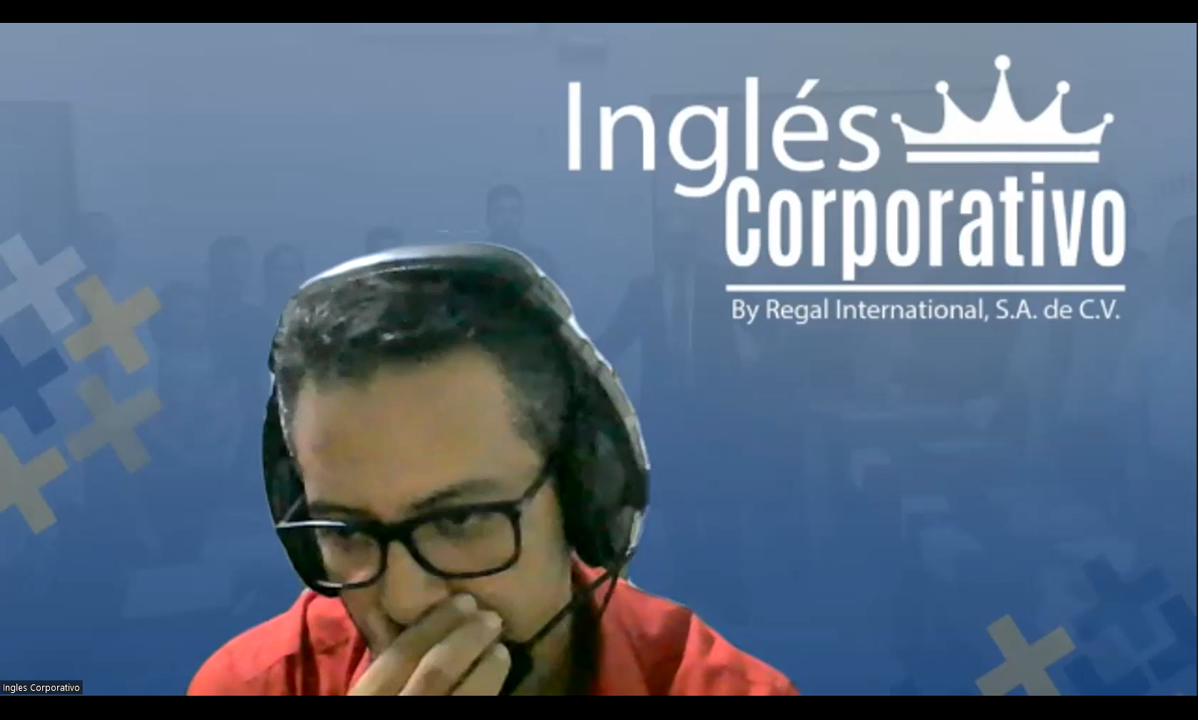 Inglés
Corporativo
By Regal International, S.A. de C.V.
Ingles Corporativo